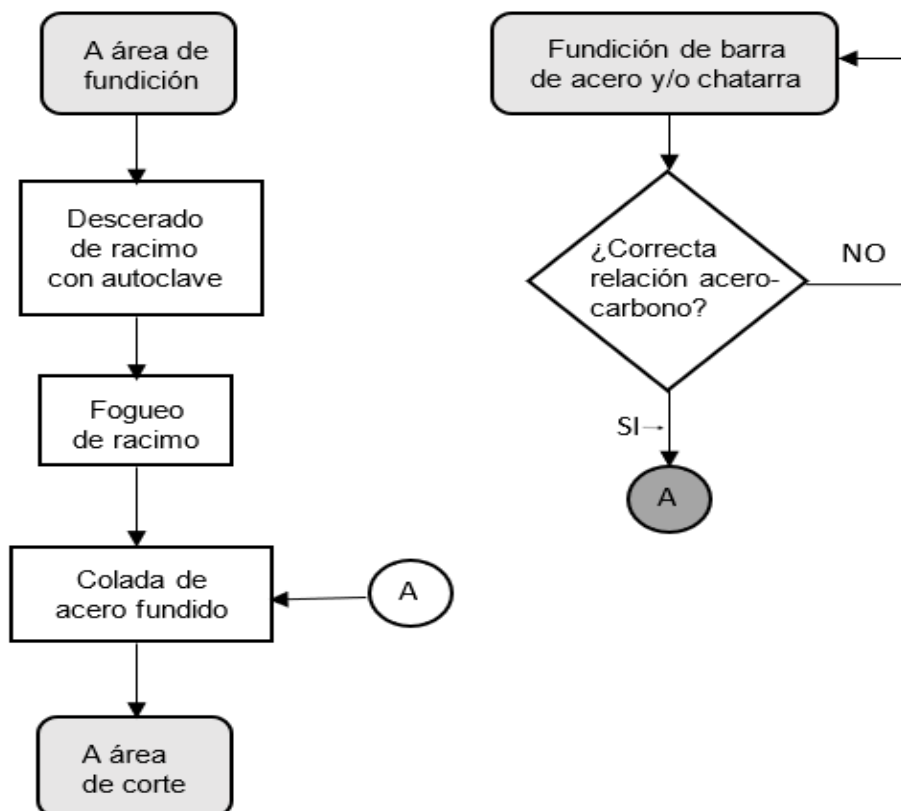 A área de
fundición
Descerado
de racimo
con autoclave
Fogueo
de racimo
Colada de
acero fundido
A
A área
de corte
Fundición de barra
de acero y/o chatarra
¿Correcta
relación acero-
carbono?
NO
SI
A